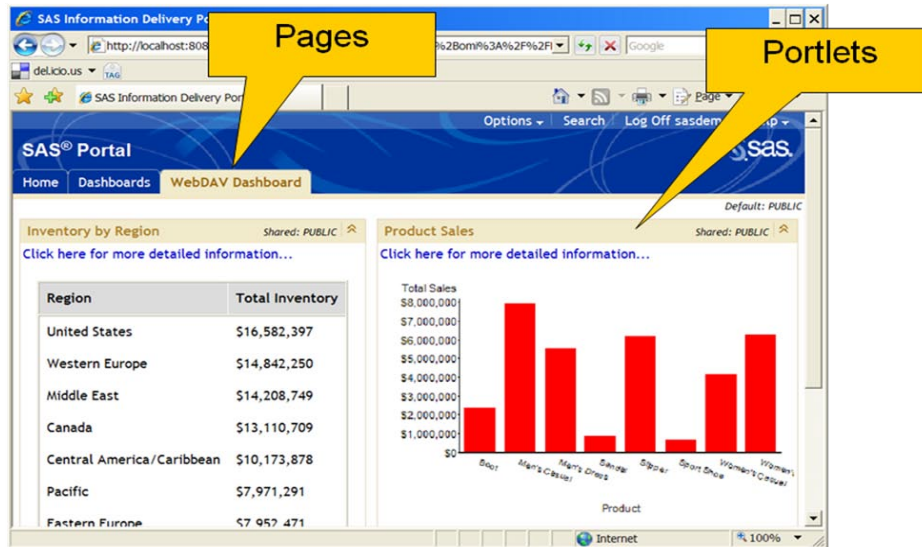 SAS Information Delivery Po
Pages
http://localhost:808
%2Bomi%3A%2F%2F
Google
Portlets
del.icio.us
TAG
SAS Information Delivery Por
Page
Options
Search
Log Off sasdem
SAS® Portal
sas.
Home
Dashboards
WebDAV Dashboard
Default: PUBLIC
Inventory by Region
Shared: PUBLIC
Product Sales
Shared: PUBLIC
Click here for more detailed information...
Click here for more detailed information...
Region
Total Inventory
United States
$16,582,397
Western Europe
$14,842,250
Middle East
$14,208,749
Canada
$13,110,709
Central America/Caribbean
$10,173,878
Pacific
$7,971,291
Eastern Europe
$7,952,471
Total Sales
$8,000,000
$7,000,000
$6,000,000
$5,000,000
$4,000,000
$3,000,000
$2,000,000
$1,000,000
$0
Boot
Men's Casual
Men's Dress
Sandal
Slipper
Sport Shoe
Women's Casual
Women's
Product
Internet
100%